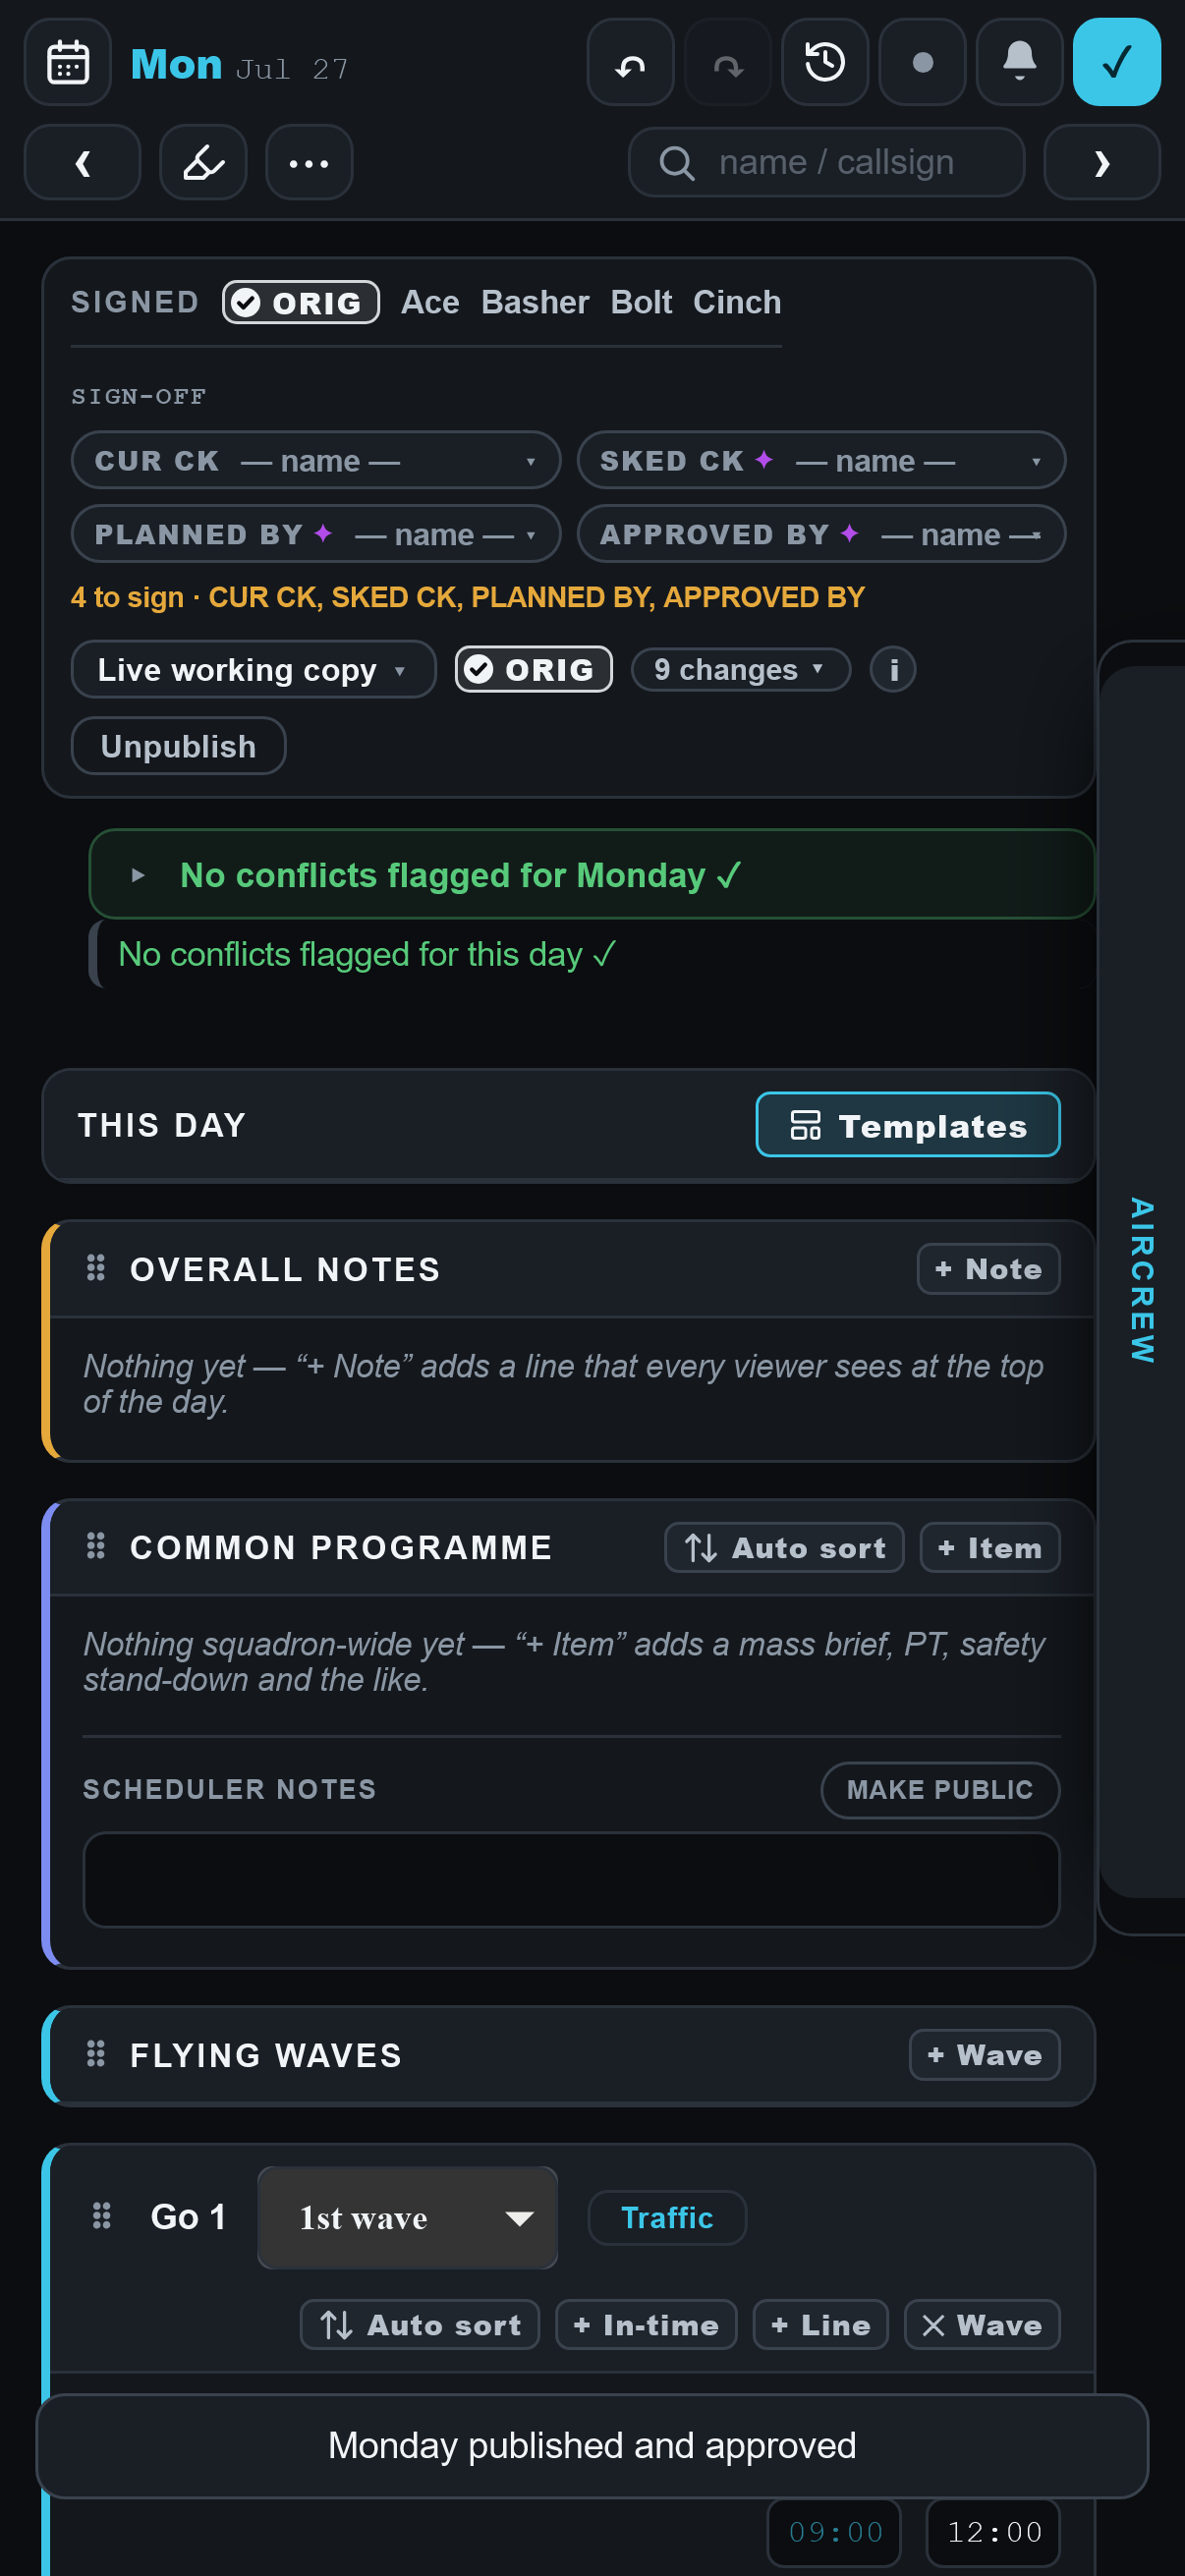 Mon Jul 27
name / callsign
SIGNED ORIG Ace Basher Bolt Cinch
SIGN-OFF
CUR CK — name —
SKED CK ✦ — name —
PLANNED BY ✦ — name —
APPROVED BY ✦ — name —
4 to sign · CUR CK, SKED CK, PLANNED BY, APPROVED BY
Live working copy ORIG 9 changes i
Unpublish
No conflicts flagged for Monday ✓
No conflicts flagged for this day ✓
THIS DAY Templates
AIRCREW
OVERALL NOTES + Note
Nothing yet — “+ Note” adds a line that every viewer sees at the top
of the day.
COMMON PROGRAMME Auto sort + Item
Nothing squadron-wide yet — “+ Item” adds a mass brief, PT, safety
stand-down and the like.
SCHEDULER NOTES MAKE PUBLIC
FLYING WAVES + Wave
Go 1 1st wave Traffic
Auto sort + In-time + Line × Wave
Monday published and approved
09:00 12:00